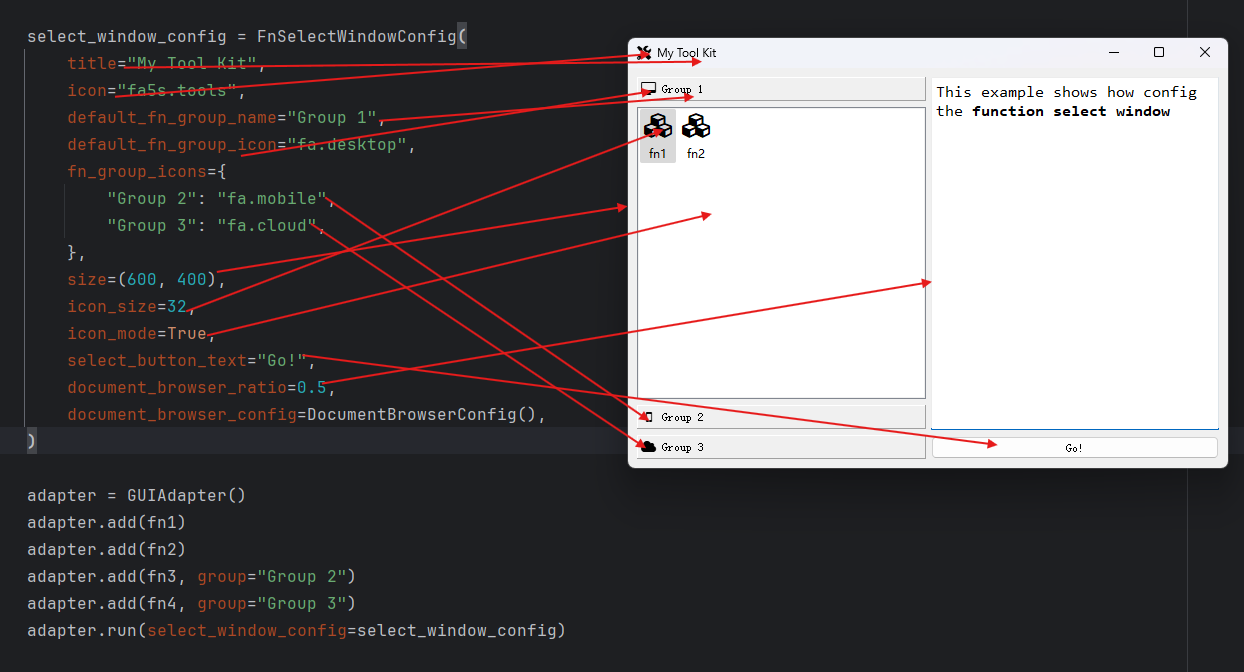 select_window_config = FnSelectWindowConfig(
    title="My Tool Kit",
    icon="fa5s.tools",
    default_fn_group_name="Group 1",
    default_fn_group_icon="fa.desktop",
    fn_group_icons={
        "Group 2": "fa.mobile",
        "Group 3": "fa.cloud",
    },
    size=(600, 400),
    icon_size=32,
    icon_mode=True,
    select_button_text="Go!",
    document_browser_ratio=0.5,
    document_browser_config=DocumentBrowserConfig(),
)
adapter = GUIAdapter()
adapter.add(fn1)
adapter.add(fn2)
adapter.add(fn3, group="Group 2")
adapter.add(fn4, group="Group 3")
adapter.run(select_window_config=select_window_config)
My Tool Kit
Group 1
fn1 fn2
Group 2
Group 3
This example shows how config
the function select window
Go!